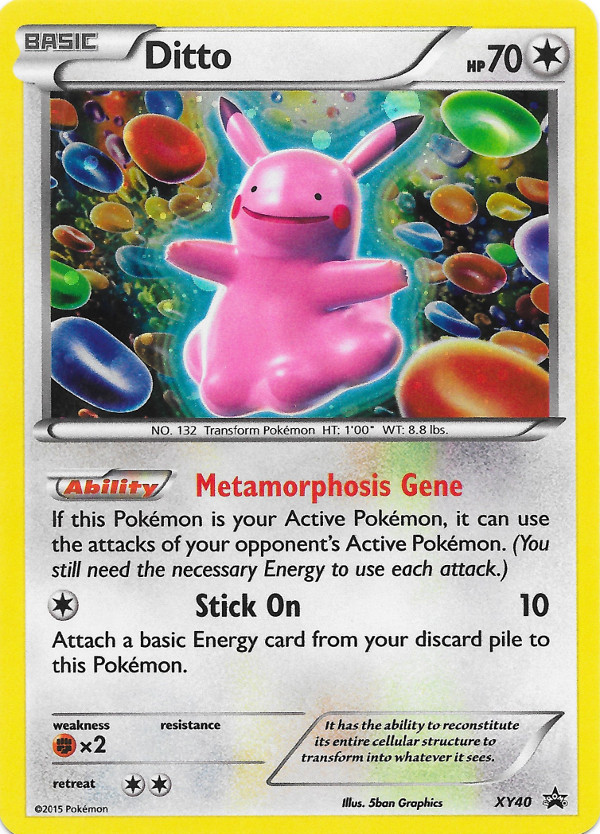 BASIC
Ditto
HP 70
NO. 132 Transform Pokémon HT: 1'00" WT: 8.8 lbs.
Ability Metamorphosis Gene
If this Pokémon is your Active Pokémon, it can use
the attacks of your opponent's Active Pokémon. (You
still need the necessary Energy to use each attack.)
Stick On 10
Attach a basic Energy card from your discard pile to
this Pokémon.
weakness resistance
×2
It has the ability to reconstitute
its entire cellular structure to
transform into whatever it sees.
retreat
©2015 Pokémon
Illus. 5ban Graphics
XY40